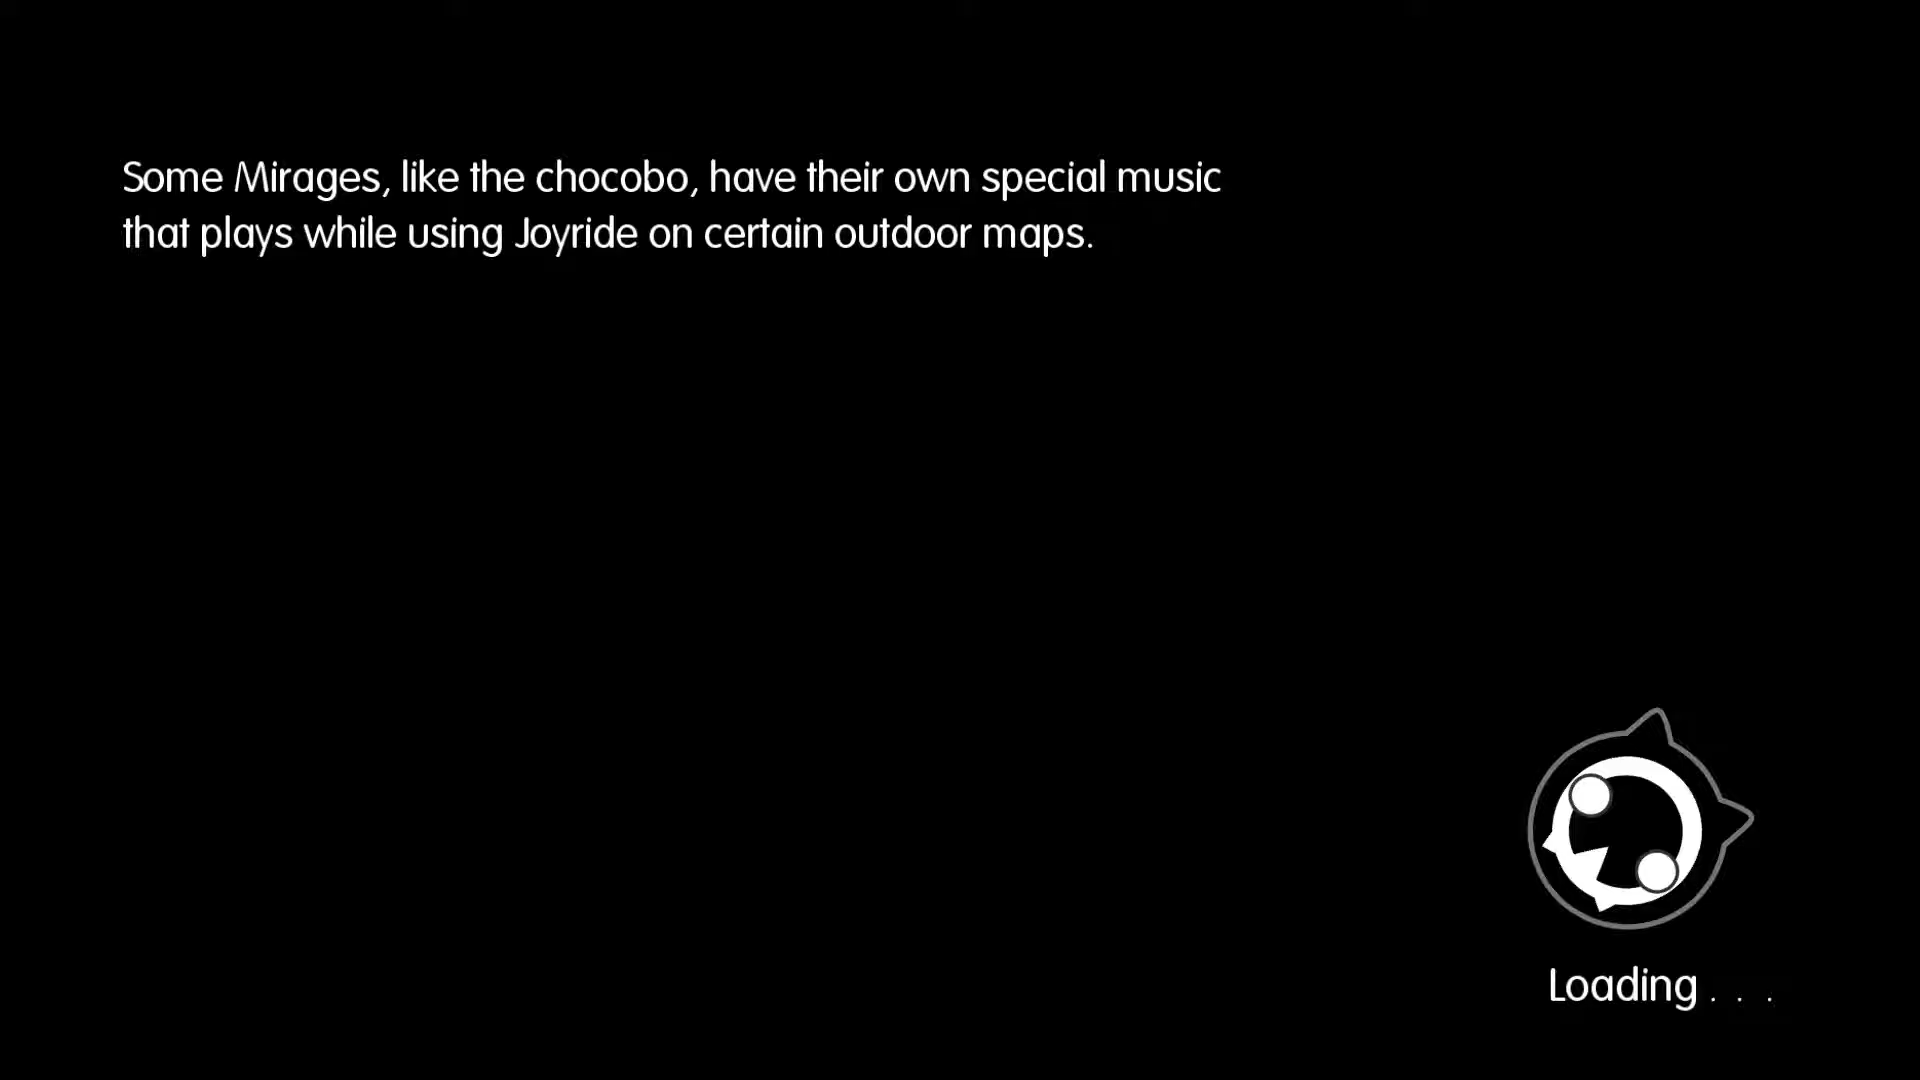 Some Mirages, like the chocobo, have their own special music
that plays while using Joyride on certain outdoor maps.
Loading . . .